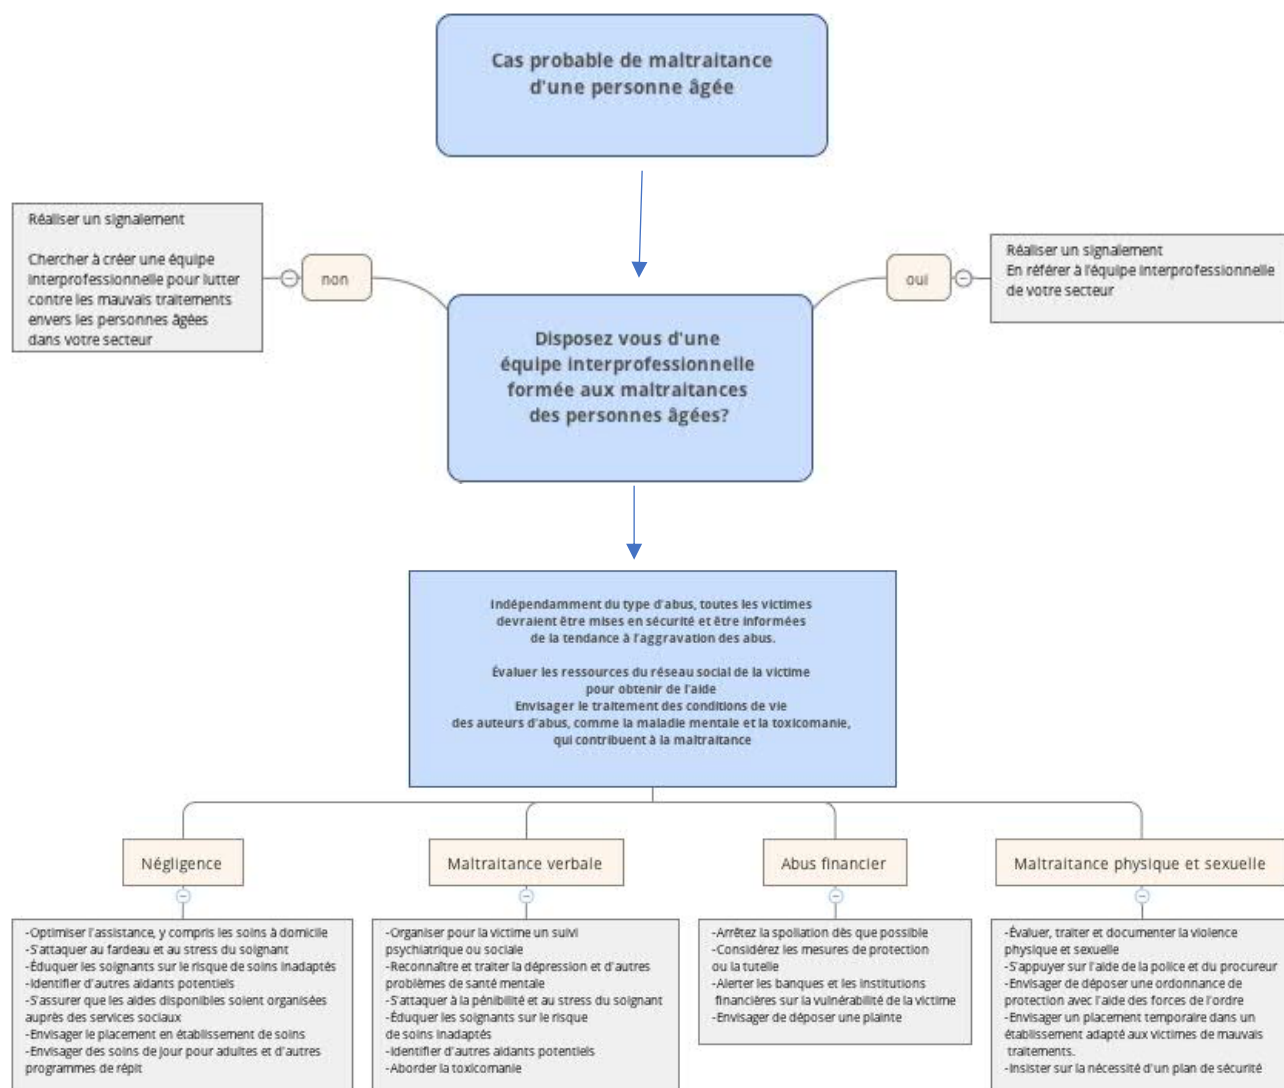 Cas probable de maltraitance
d'une personne âgée
Réaliser un signalement
Chercher à créer une équipe
interprofessionnelle pour lutter
contre les mauvais traitements
envers les personnes âgées
dans votre secteur
non
oui
Réaliser un signalement
En référer à l'équipe interprofessionnelle
de votre secteur
Disposez vous d'une
équipe interprofessionnelle
formée aux maltraitances
des personnes âgées?
Indépendamment du type d'abus, toutes les victimes
devraient être mises en sécurité et être informées
de la tendance à l'aggravation des abus.
Évaluer les ressources du réseau social de la victime
pour obtenir de l'aide
Envisager le traitement des conditions de vie
des auteurs d'abus, comme la maladie mentale et la toxicomanie,
qui contribuent à la maltraitance
Négligence
-Optimiser l'assistance, y compris les soins à domicile
-S'attaquer au fardeau et au stress du soignant
-Éduquer les soignants sur le risque de soins inadaptés
-Identifier d'autres aidants potentiels
-S'assurer que les aides disponibles soient organisées
auprès des services sociaux
-Envisager le placement en établissement de soins
-Envisager des soins de jour pour adultes et d'autres
programmes de répit
Maltraitance verbale
-Organiser pour la victime un suivi
psychiatrique ou sociale
-Reconnaître et traiter la dépression et d'autres
problèmes de santé mentale
-S'attaquer à la pénibilité et au stress du soignant
-Éduquer les soignants sur le risque
de soins inadaptés
-Identifier d'autres aidants potentiels
-Aborder la toxicomanie
Abus financier
-Arrêtez la spoliation dès que possible
-Considérez les mesures de protection
ou la tutelle
-Alerter les banques et les institutions
financières sur la vulnérabilité de la victime
-Envisager de déposer une plainte
Maltraitance physique et sexuelle
-Évaluer, traiter et documenter la violence
physique et sexuelle
-S'appuyer sur l'aide de la police et du procureur
-Envisager de déposer une ordonnance de
protection avec l'aide des forces de l'ordre
-Envisager un placement temporaire dans un
établissement adapté aux victimes de mauvais
traitements.
-Insister sur la nécessité d'un plan de sécurité